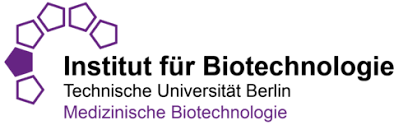 Institut für Biotechnologie
Technische Universität Berlin
Medizinische Biotechnologie